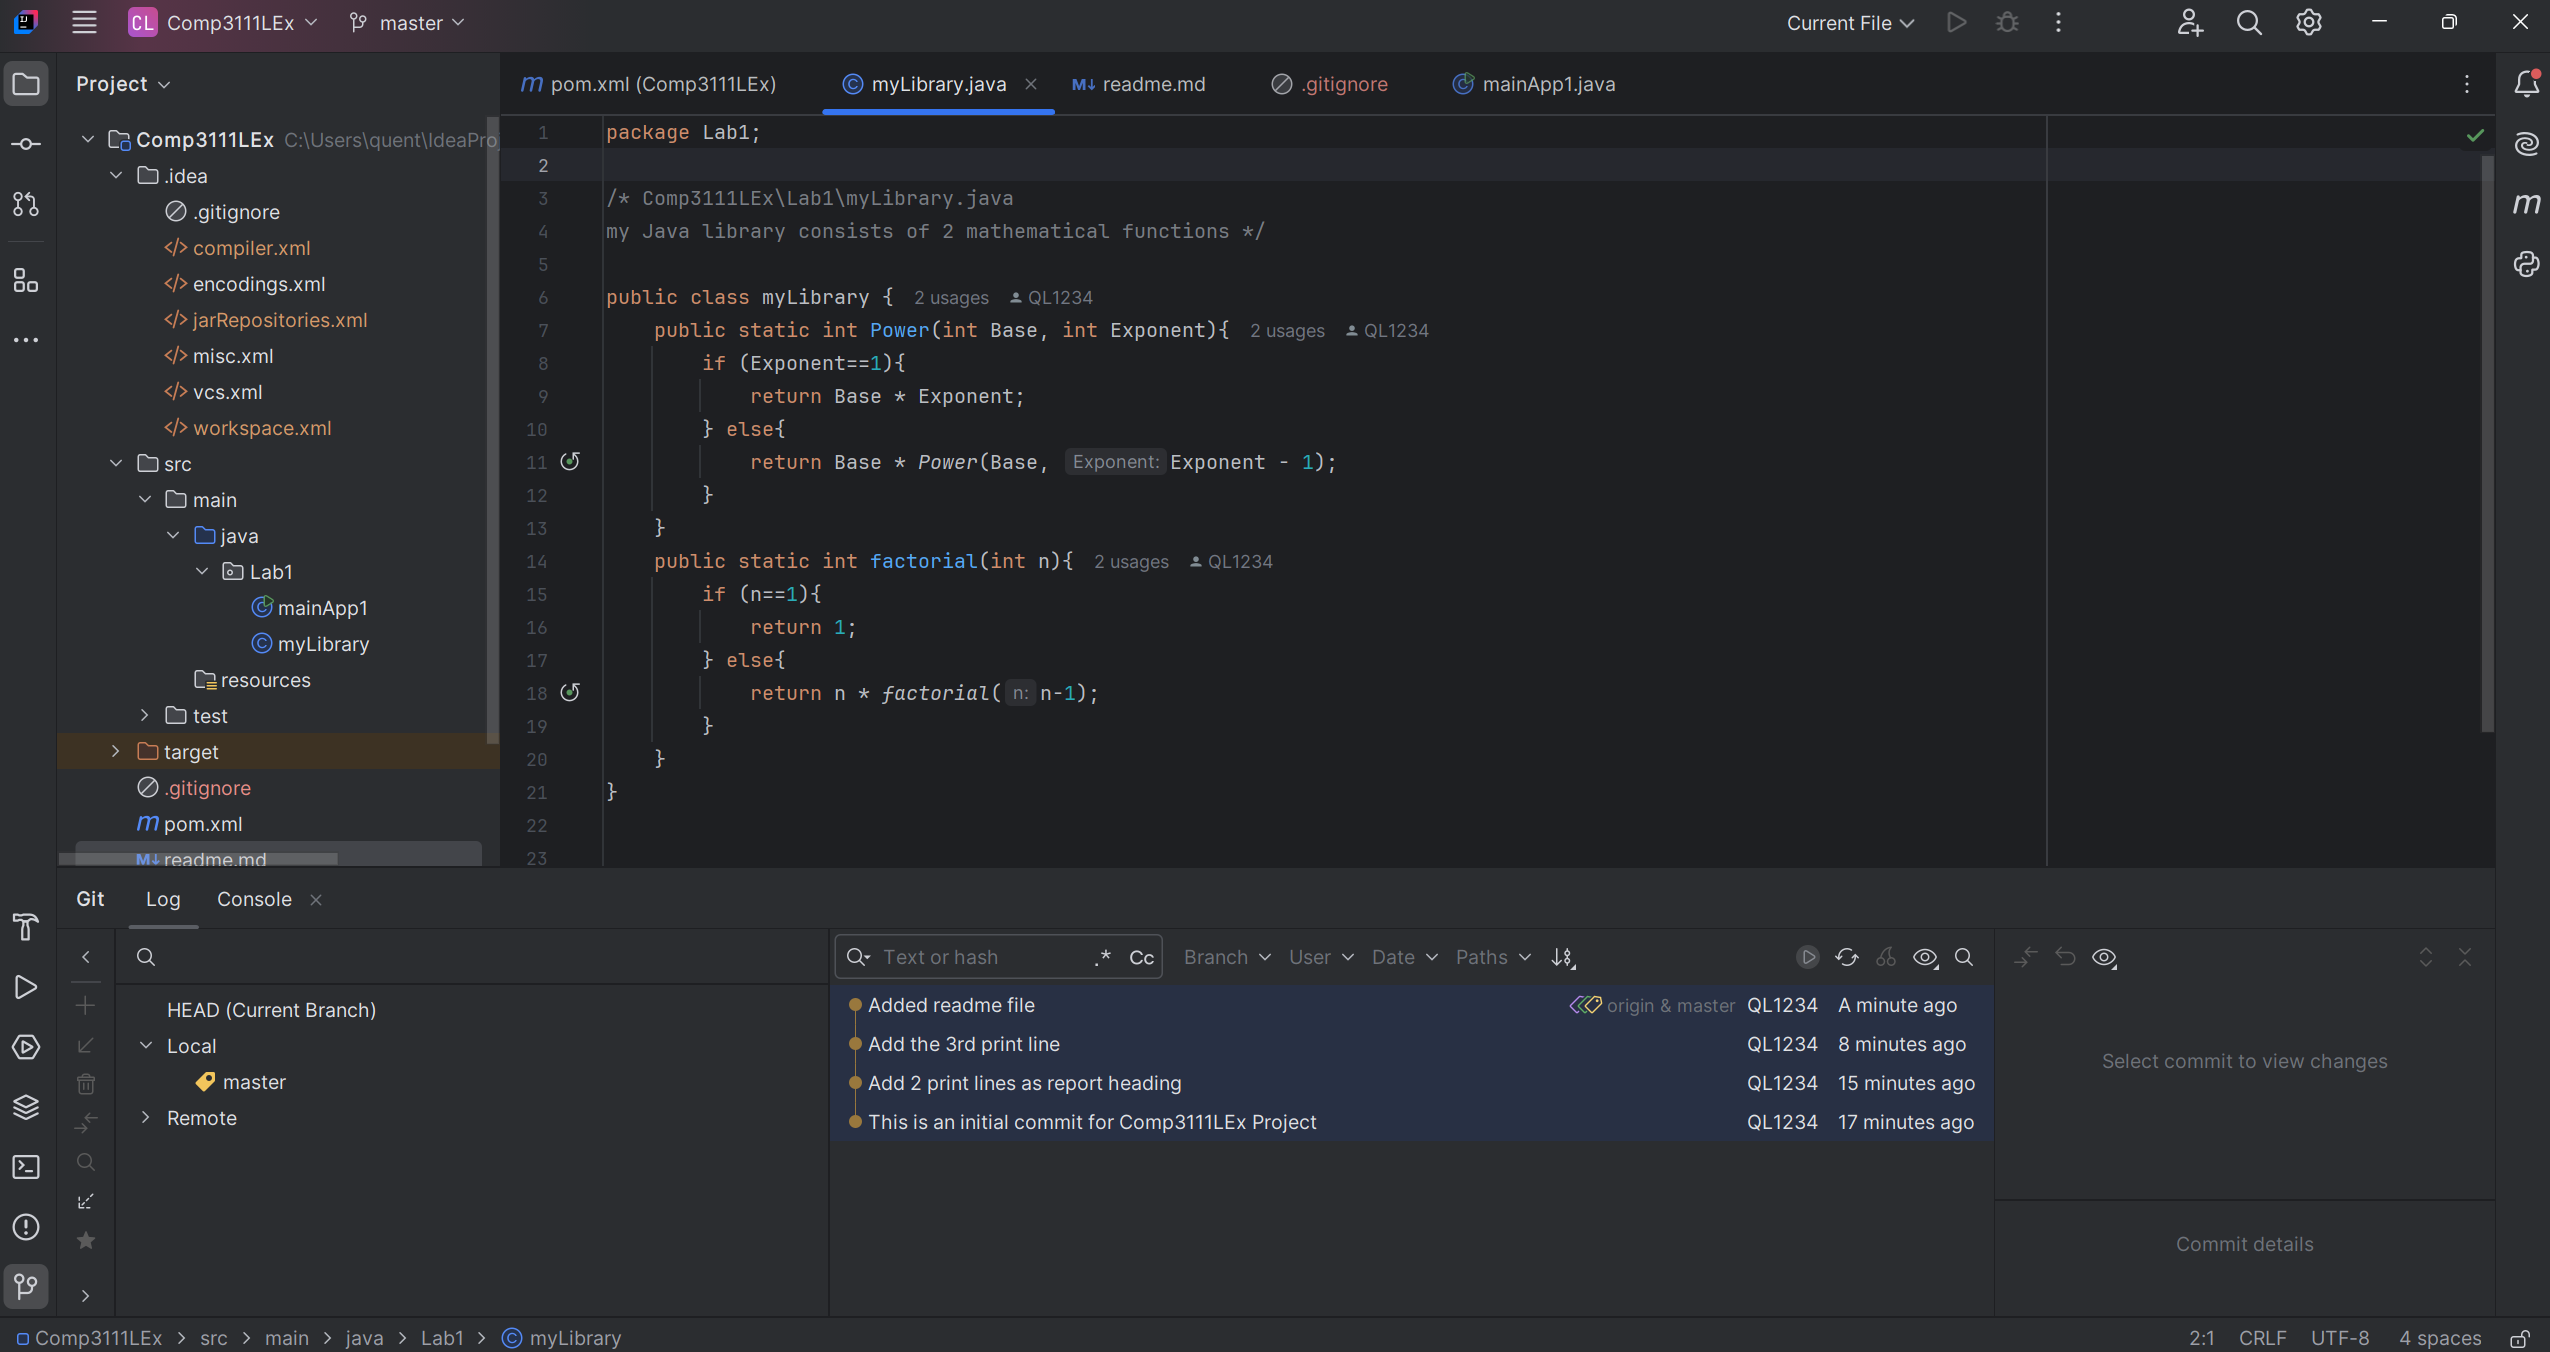 CL Comp3111LEx master Current File
Project
pom.xml (Comp3111LEx) myLibrary.java readme.md .gitignore mainApp1.java
Comp3111LEx C:\Users\quent\IdeaPro
.idea
.gitignore
compiler.xml
encodings.xml
jarRepositories.xml
misc.xml
vcs.xml
workspace.xml
src
main
java
Lab1
mainApp1
myLibrary
resources
test
target
.gitignore
pom.xml
readme.md
1 package Lab1;
2
3 /* Comp3111LEx\Lab1\myLibrary.java
4 my Java library consists of 2 mathematical functions */
5
6 public class myLibrary { 2 usages QL1234
7 public static int Power(int Base, int Exponent){ 2 usages QL1234
8 if (Exponent==1){
9 return Base * Exponent;
10 } else{
11 return Base * Power(Base, Exponent: Exponent - 1);
12 }
13 }
14 public static int factorial(int n){ 2 usages QL1234
15 if (n==1){
16 return 1;
17 } else{
18 return n * factorial( n: n-1);
19 }
20 }
21 }
22
23
Git Log Console
Text or hash .* Cc Branch User Date Paths
HEAD (Current Branch)
Local
master
Remote
Added readme file origin & master QL1234 A minute ago
Add the 3rd print line QL1234 8 minutes ago
Add 2 print lines as report heading QL1234 15 minutes ago
This is an initial commit for Comp3111LEx Project QL1234 17 minutes ago
Select commit to view changes
Commit details
Comp3111LEx > src > main > java > Lab1 > myLibrary 2:1 CRLF UTF-8 4 spaces